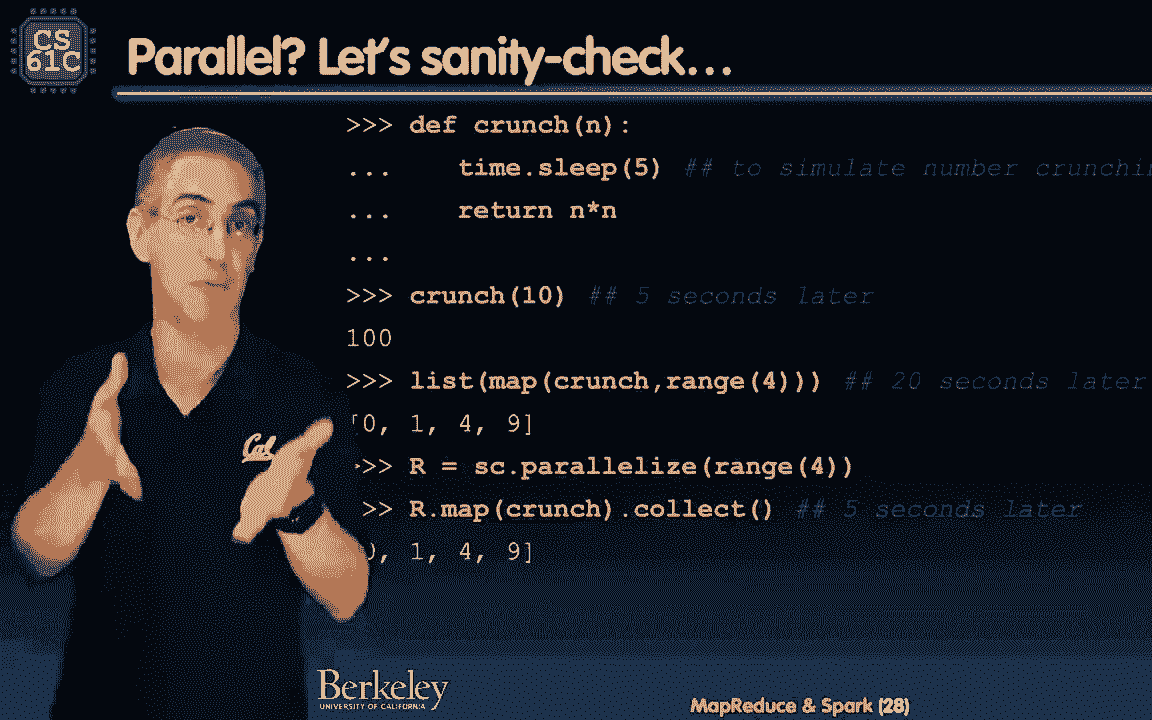 CS
61C
Parallel? Let's sanity-check...
>>> def crunch(n):
... time.sleep(5) ## to simulate number
... return n*n
...
>>> crunch(10) ## 5 seconds later
100
>>> list(map(crunch,range(4))) ## 20 seconds later
[0, 1, 4, 9]
>>> R = sc.parallelize(range(4))
>> R.map(crunch).collect() ## 5 seconds later
0, 1, 4, 9]
Cal
Berkeley
UNIVERSITY OF CALIFORNIA
MapReduce & Spark (28)